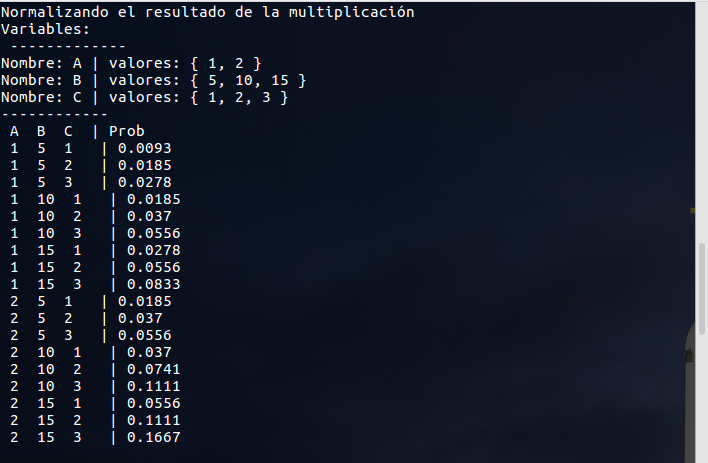 Normalizando el resultado de la multiplicación
Variables:
-------------
Nombre: A | valores: { 1, 2 }
Nombre: B | valores: { 5, 10, 15 }
Nombre: C | valores: { 1, 2, 3 }
------------
A B C | Prob
1 5 1 | 0.0093
1 5 2 | 0.0185
1 5 3 | 0.0278
1 10 1 | 0.0185
1 10 2 | 0.037
1 10 3 | 0.0556
1 15 1 | 0.0278
1 15 2 | 0.0556
1 15 3 | 0.0833
2 5 1 | 0.0185
2 5 2 | 0.037
2 5 3 | 0.0556
2 10 1 | 0.037
2 10 2 | 0.0741
2 10 3 | 0.1111
2 15 1 | 0.0556
2 15 2 | 0.1111
2 15 3 | 0.1667